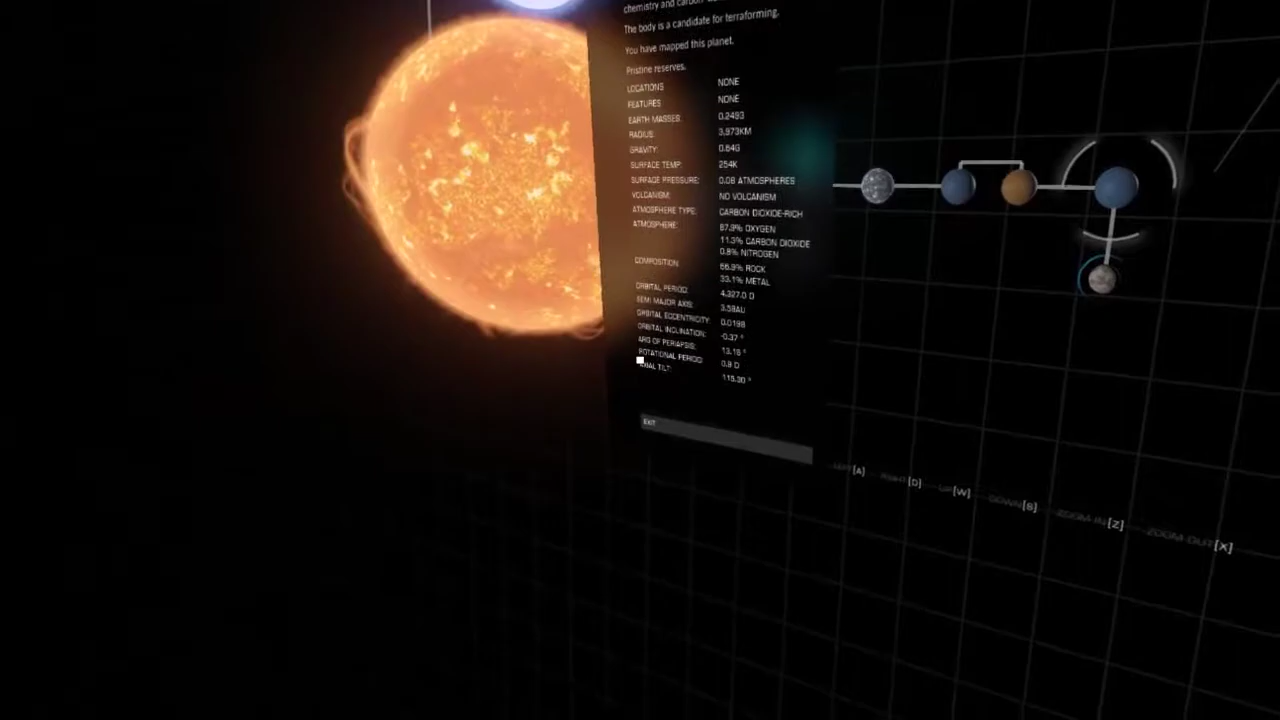 chemistry and carbon
The body is a candidate for terraforming.
You have mapped this planet.
Pristine reserves.
LOCATIONS NONE
FEATURES NONE
EARTH MASSES: 0.2493
RADIUS: 3,973KM
GRAVITY: 0.64G
SURFACE TEMP: 254K
SURFACE PRESSURE: 0.08 ATMOSPHERES
VOLCANISM: NO VOLCANISM
ATMOSPHERE TYPE: CARBON DIOXIDE-RICH
ATMOSPHERE: 87.9% OXYGEN
11.3% CARBON DIOXIDE
0.8% NITROGEN
COMPOSITION: 66.9% ROCK
33.1% METAL
ORBITAL PERIOD: 4,327.0 D
SEMI MAJOR AXIS: 3.58AU
ORBITAL ECCENTRICITY: 0.0198
ORBITAL INCLINATION: -0.37 °
ARG OF PERIAPSIS: 13.16 °
ROTATIONAL PERIOD: 0.9 D
AXIAL TILT: 115.30 °
EXIT
LEFT [A] RIGHT [D] UP [W] DOWN [S] ZOOM IN [Z] ZOOM OUT [X]